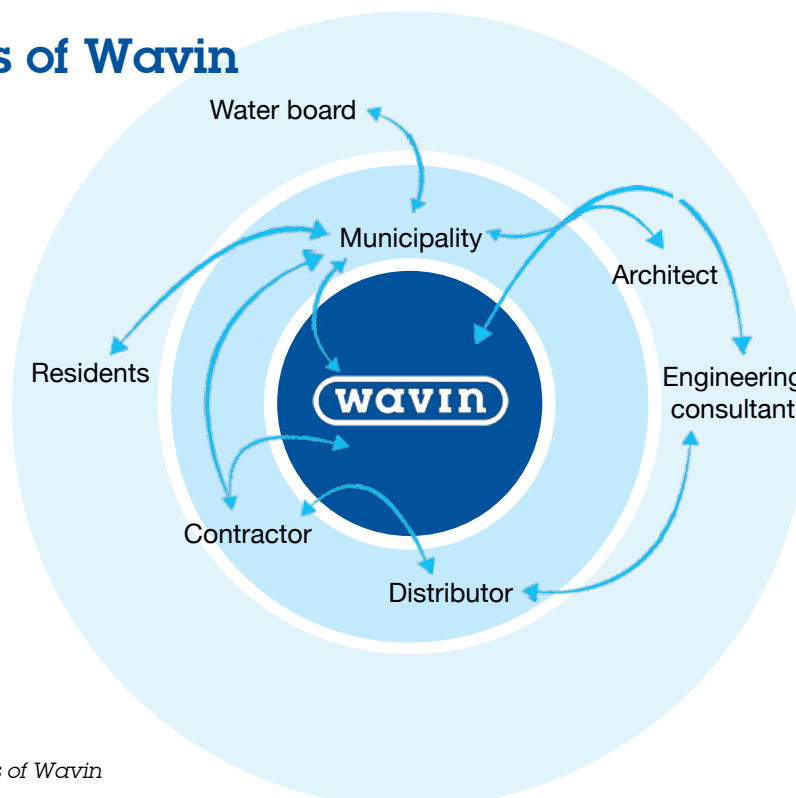 s of Wavin
Water board
Municipality
Architect
Residents
Engineering
consultant
wavin
Contractor
Distributor
s of Wavin